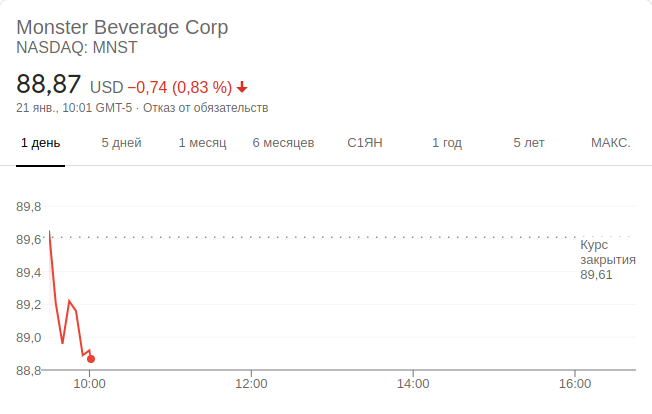 Monster Beverage Corp
NASDAQ: MNST
88,87 USD −0,74 (0,83 %)
21 янв., 10:01 GMT-5 · Отказ от обязательств
1 день 5 дней 1 месяц 6 месяцев С1ЯН 1 год 5 лет МАКС.
89,8
89,6
Курс
закрытия
89,61
89,4
89,2
89,0
88,8
10:00 12:00 14:00 16:00